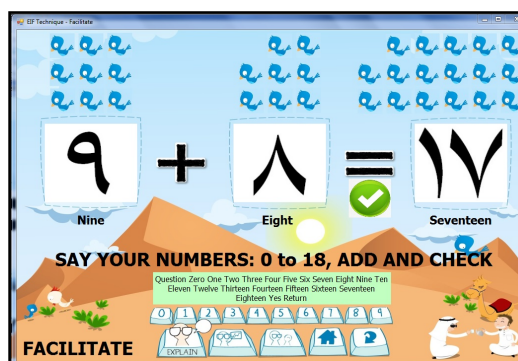 EIF Technique - Facilitate
٩ + ٨ = ١٧
Nine Eight Seventeen
SAY YOUR NUMBERS: 0 to 18, ADD AND CHECK
Question Zero One Two Three Four Five Six Seven Eight Nine Ten
Eleven Twelve Thirteen Fourteen Fifteen Sixteen Seventeen
Eighteen Yes Return
0 1 2 3 4 5 6 7 8 9
EXPLAIN
FACILITATE